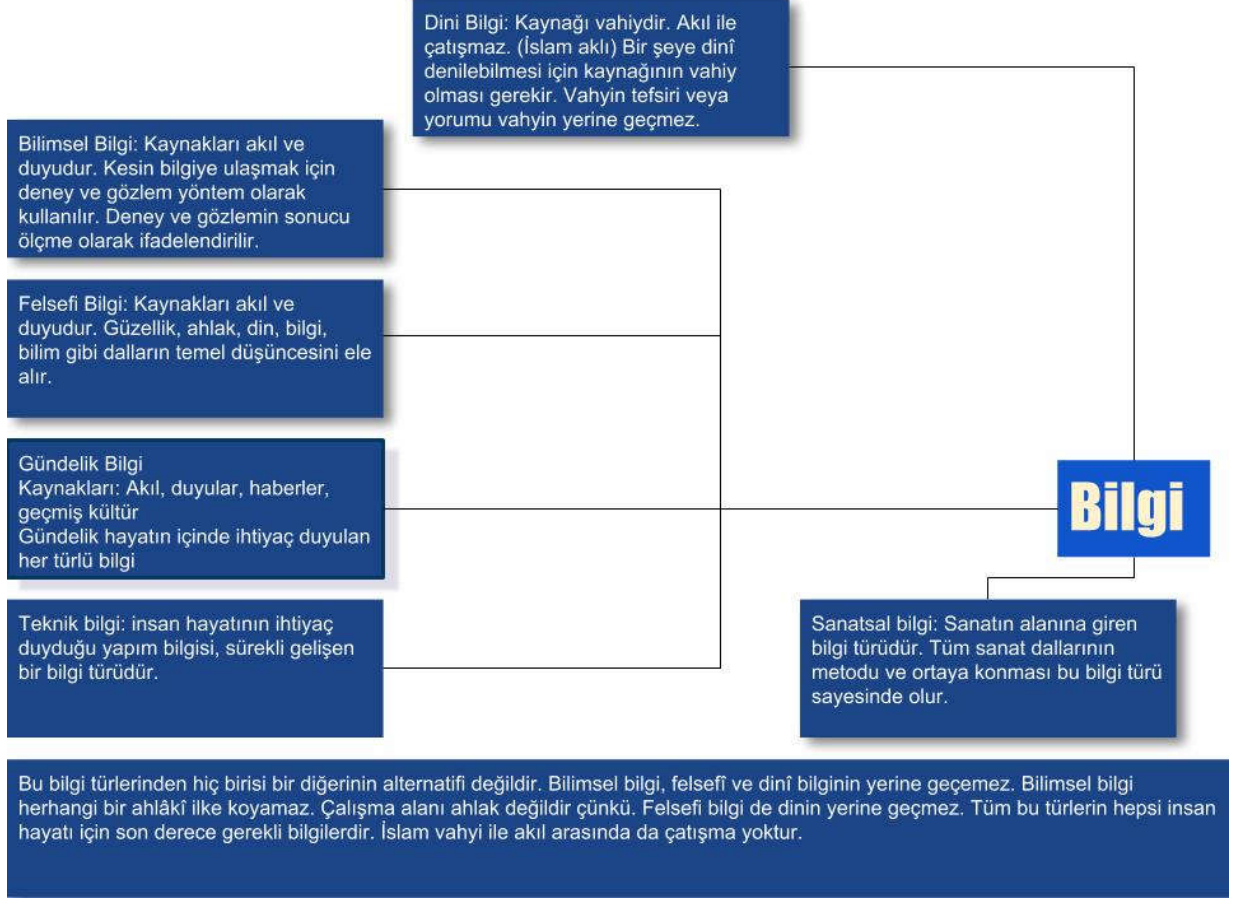 Dini Bilgi: Kaynağı vahiydir. Akıl ile
çatışmaz. (İslam aklı) Bir şeye dinî
denilebilmesi için kaynağının vahiy
olması gerekir. Vahyin tefsiri veya
yorumu vahyin yerine geçmez.
Bilimsel Bilgi: Kaynakları akıl ve
duyudur. Kesin bilgiye ulaşmak için
deney ve gözlem yöntem olarak
kullanılır. Deney ve gözlemin sonucu
ölçme olarak ifadelendirilir.
Felsefi Bilgi: Kaynakları akıl ve
duyudur. Güzellik, ahlak, din, bilgi,
bilim gibi dalların temel düşüncesini ele
alır.
Gündelik Bilgi
Kaynakları: Akıl, duyular, haberler,
geçmiş kültür
Gündelik hayatın içinde ihtiyaç duyulan
her türlü bilgi
Bilgi
Teknik bilgi: insan hayatının ihtiyaç
duyduğu yapım bilgisi, sürekli gelişen
bir bilgi türüdür.
Sanatsal bilgi: Sanatın alanına giren
bilgi türüdür. Tüm sanat dallarının
metodu ve ortaya konması bu bilgi türü
sayesinde olur.
Bu bilgi türlerinden hiç birisi bir diğerinin alternatifi değildir. Bilimsel bilgi, felsefî ve dinî bilginin yerine geçemez. Bilimsel bilgi
herhangi bir ahlâkî ilke koyamaz. Çalışma alanı ahlak değildir çünkü. Felsefi bilgi de dinin yerine geçmez. Tüm bu türlerin hepsi insan
hayatı için son derece gerekli bilgilerdir. İslam vahyi ile akıl arasında da çatışma yoktur.